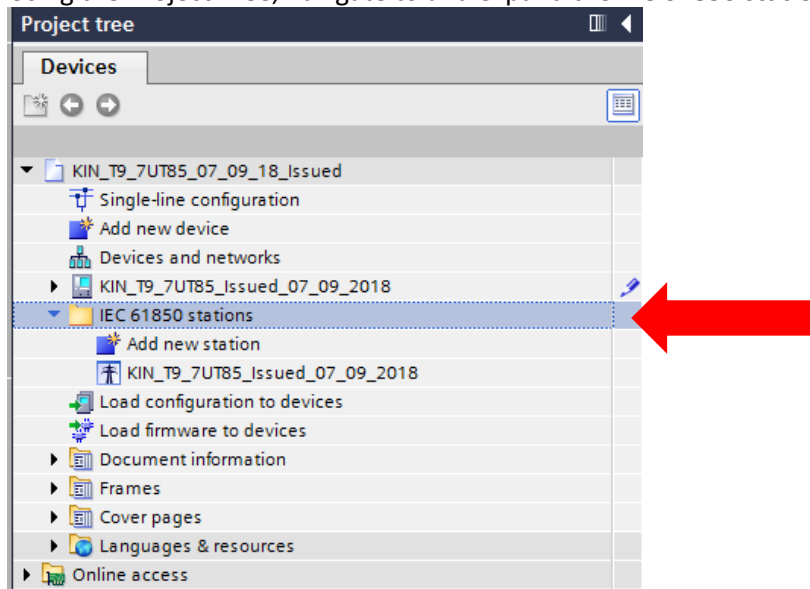 Project tree
Devices
KIN_T9_7UT85_07_09_18_Issued
Single-line configuration
Add new device
Devices and networks
KIN_T9_7UT85_Issued_07_09_2018
IEC 61850 stations
Add new station
KIN_T9_7UT85_Issued_07_09_2018
Load configuration to devices
Load firmware to devices
Document information
Frames
Cover pages
Languages & resources
Online access